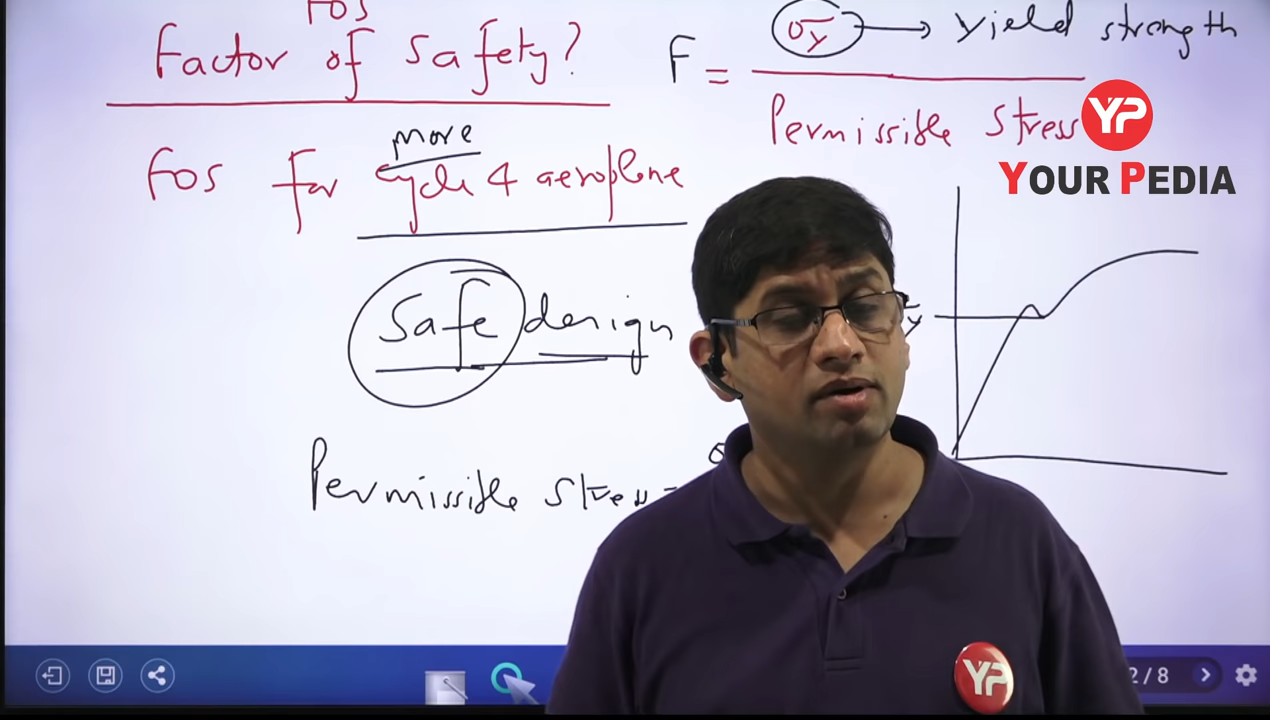 FOS
Factor of safety?
F = σy → yield strength
Permissible stress
YP
YOUR PEDIA
more
FOS for cycle & aeroplane
Safe design
y
σ
Permissible stress =
YP
2/8